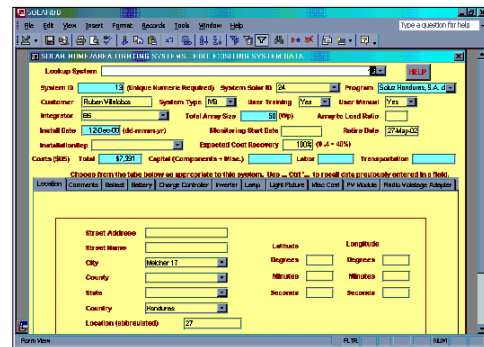 SOLARDB
File Edit View Insert Format Records Tools Window Help
Type a question for help
SOLAR HOME/AREA LIGHTING SYSTEMS - EDIT EXISTING SYSTEM DATA
Lookup System
HELP
System ID 13 (Unique Numeric Required) System Solar ID 24 Program Soluz Honduras, S.A. d
Customer Ruben Villalobos System Type User Training Yes User Manual Yes
Integrator Total Array Size 50 (Wp) Array to Load Ratio
Install Date 12-Dec-00 (dd-mmm-yr) Monitoring Start Date Retire Date 27-May-02
InstallationRep Expected Cost Recovery 100% (0.4 = 40%)
Costs ($US) Total $7,391 Capital (Components + Misc.) Labor Transportation
Choose from the tabs below as appropriate to this system. Use ... Ctrl ' ... to recall data previously entered in a field.
Location Comments Ballast Battery Charge Controller Inverter Lamp Light Fixture Misc Cost PV Module Radio Voltage Adapter
Street Address
Street Name
Latitude Longitude
City Melcher 17 Degrees Degrees
County Minutes Minutes
State Seconds Seconds
Country Honduras
Location (abbreviated) 27
Form View FLTR NUM